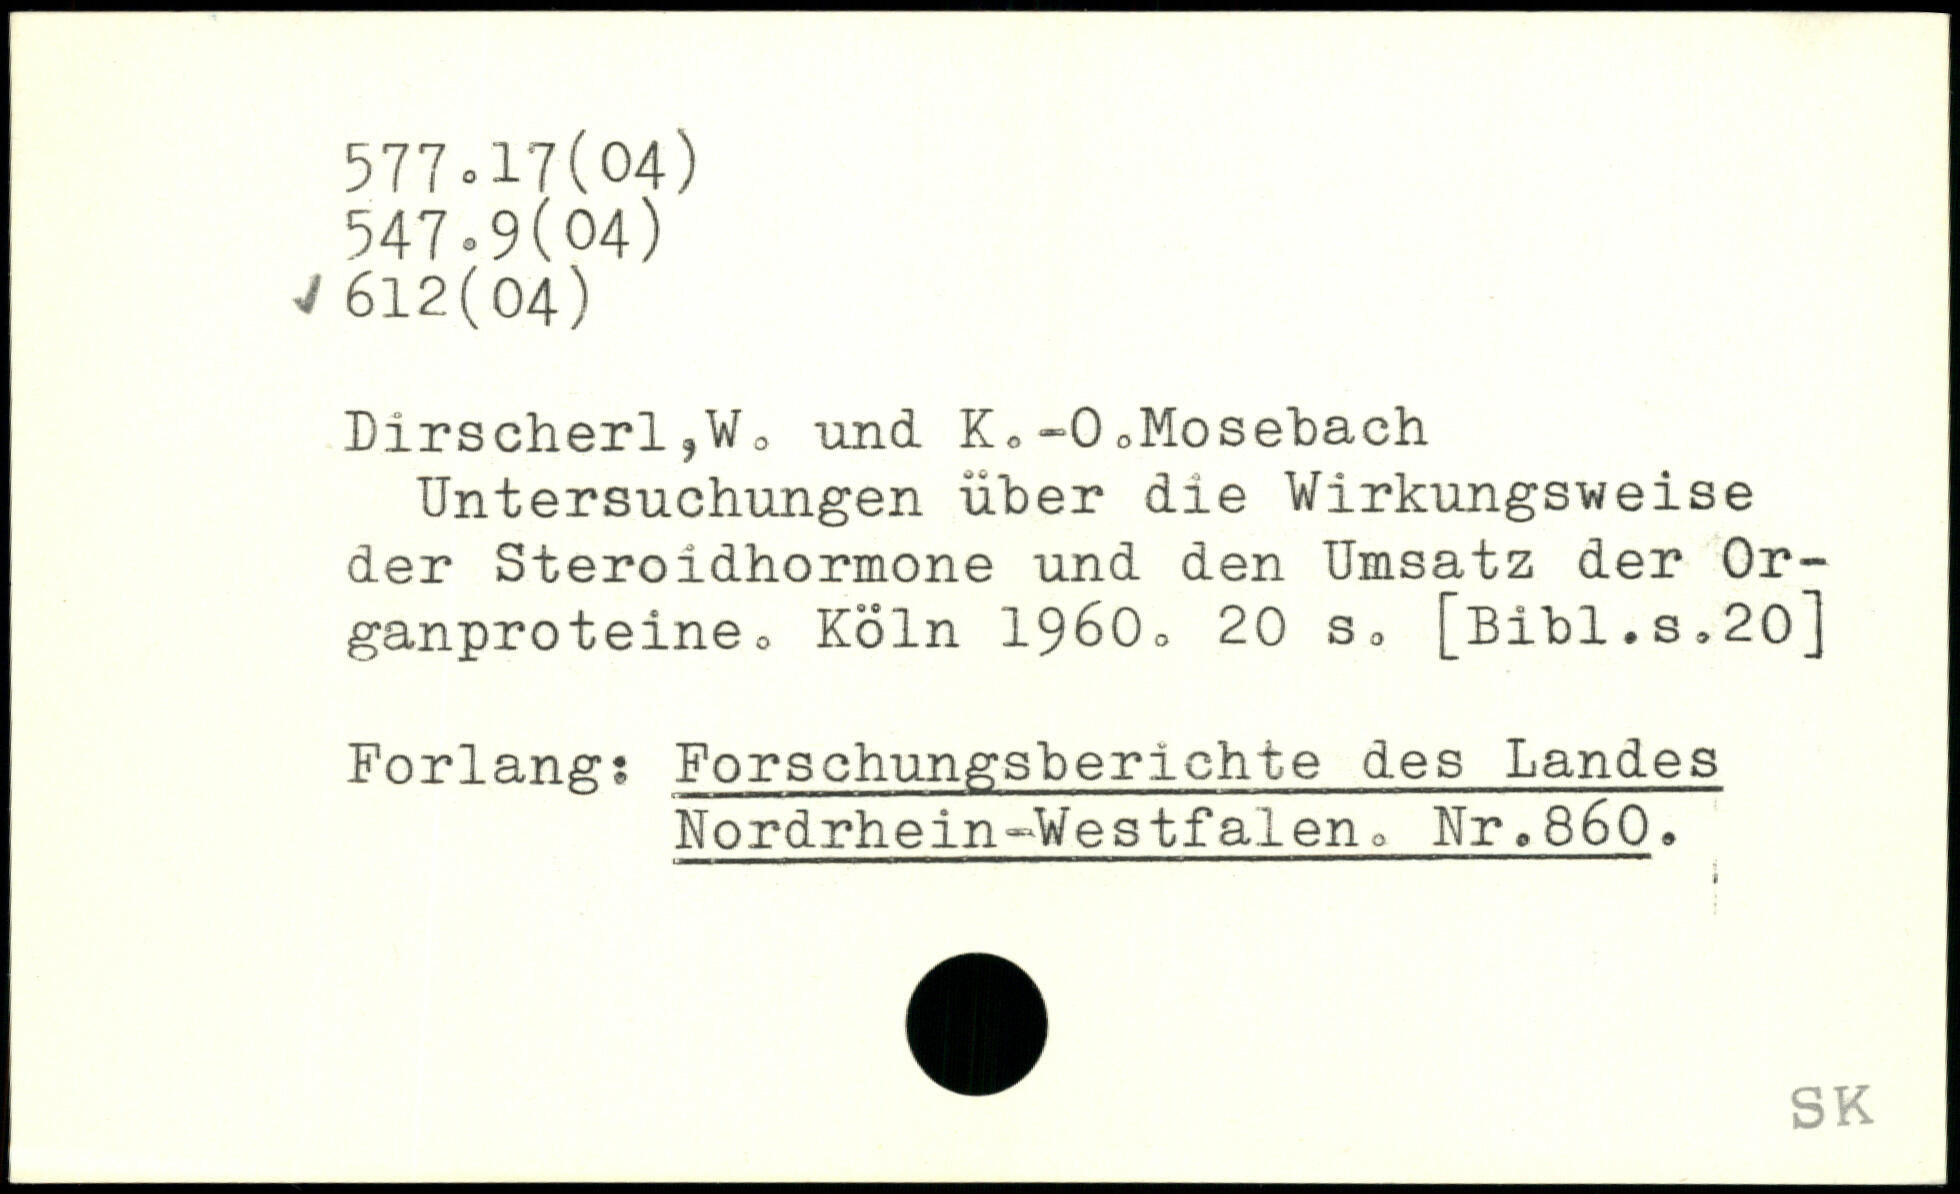 577.17(04)
547.9(04)
✓ 612(04)
Dirscherl,W. und K.-O.Mosebach
Untersuchungen über die Wirkungsweise
der Steroidhormone und den Umsatz der Or-
ganproteine. Köln 1960. 20 s. [Bibl.s.20]
Forlang: Forschungsberichte des Landes
Nordrhein-Westfalen. Nr.860.
SK